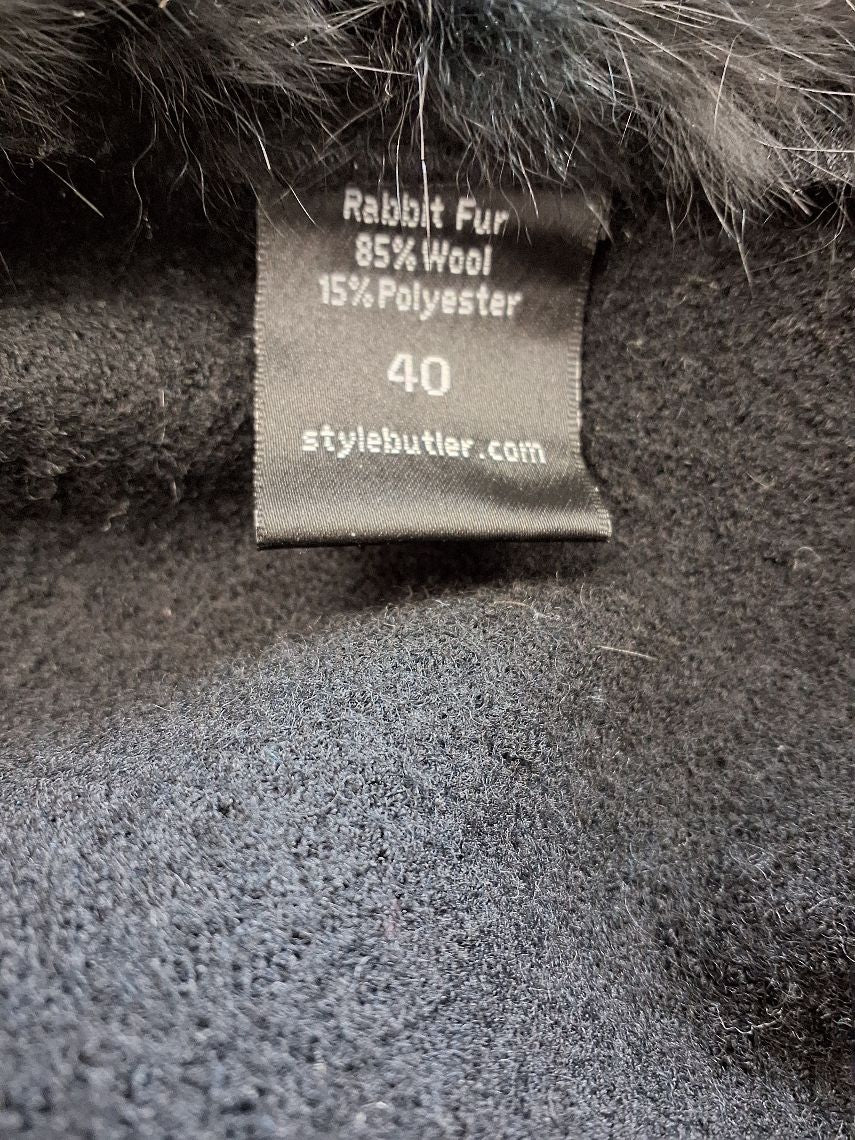 Rabbit Fur
85% Wool
15% Polyester
40
stylebutler.com